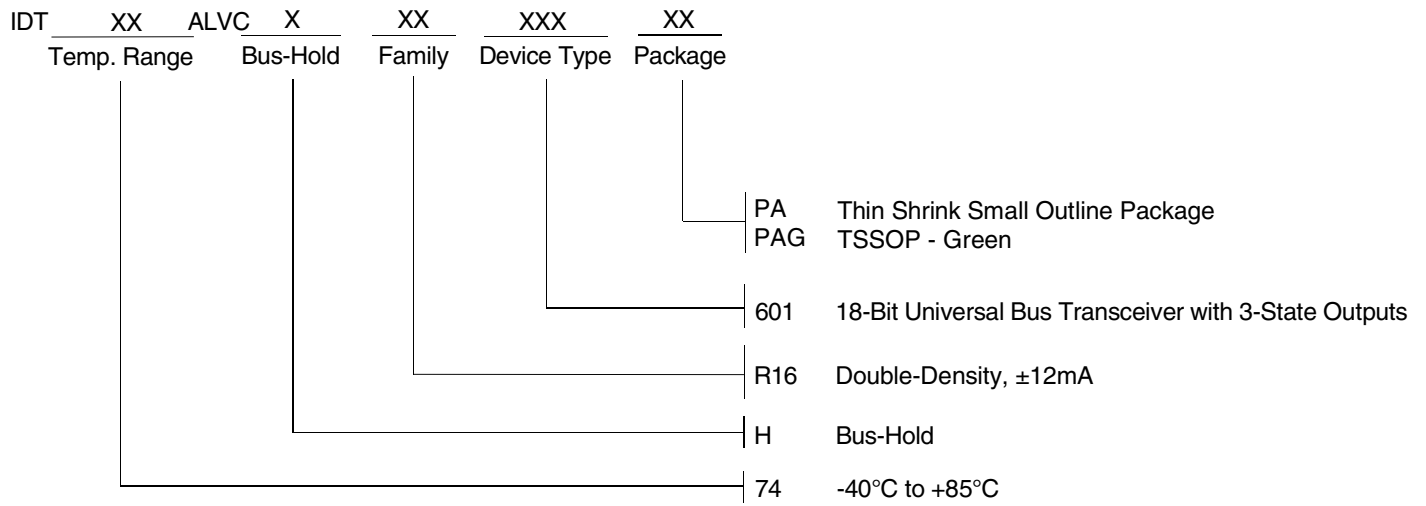 IDT XX ALVC X XX XXX XX
Temp. Range Bus-Hold Family Device Type Package
PA Thin Shrink Small Outline Package
PAG TSSOP - Green
601 18-Bit Universal Bus Transceiver with 3-State Outputs
R16 Double-Density, ±12mA
H Bus-Hold
74 -40°C to +85°C